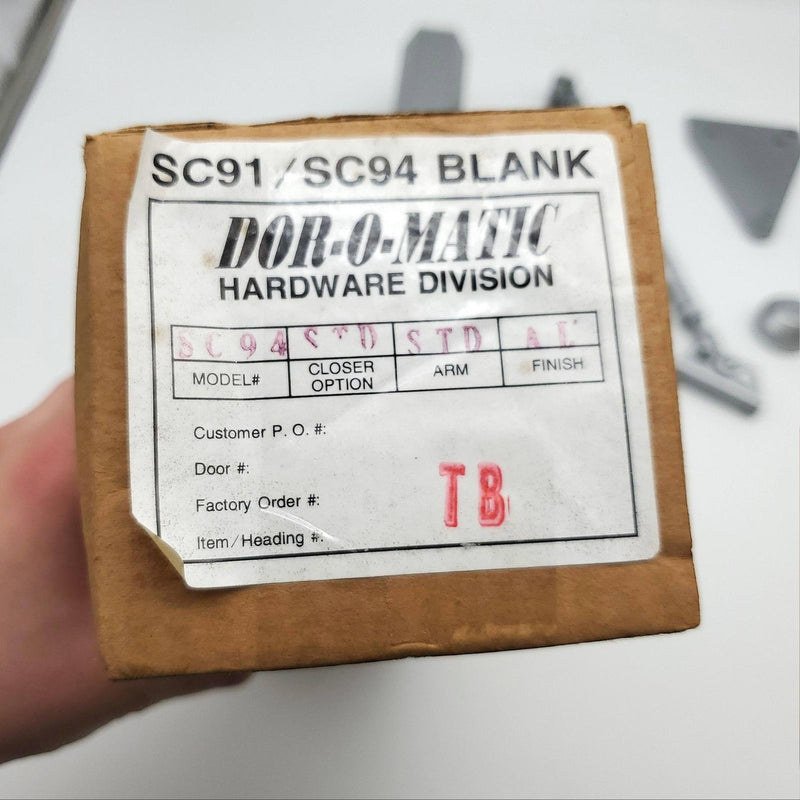 SC91/SC94 BLANK
DOR-O-MATIC
HARDWARE DIVISION
SC94 STD STD AL
MODEL# CLOSER OPTION ARM FINISH
Customer P. O. #:
Door #:
Factory Order #:
Item/Heading #:
TB